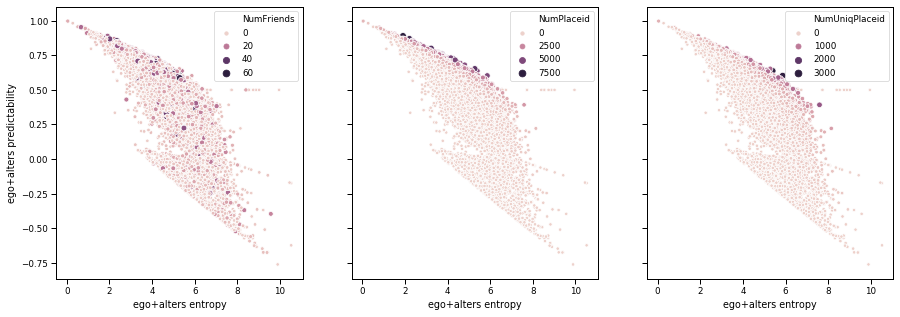 NumFriends
0
20
40
60
NumPlaceid
0
2500
5000
7500
NumUniqPlaceid
0
1000
2000
3000
ego+alters predictability
1.00
0.75
0.50
0.25
0.00
−0.25
−0.50
−0.75
0 2 4 6 8 10
ego+alters entropy
0 2 4 6 8 10
ego+alters entropy
0 2 4 6 8 10
ego+alters entropy